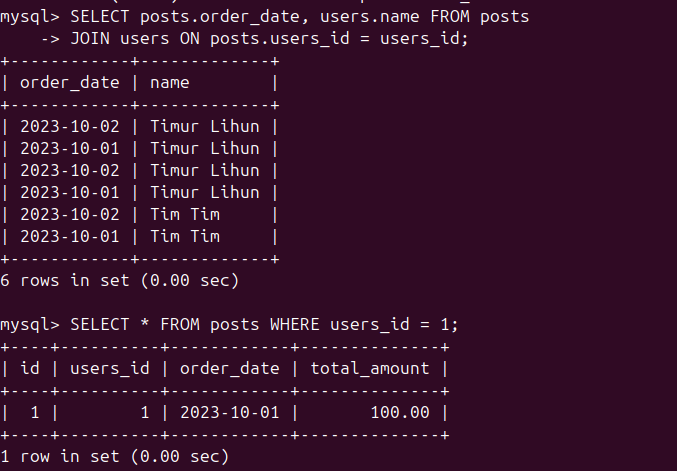 mysql> SELECT posts.order_date, users.name FROM posts
    -> JOIN users ON posts.users_id = users_id;
+------------+-------------+
| order_date | name        |
+------------+-------------+
| 2023-10-02 | Timur Lihun |
| 2023-10-01 | Timur Lihun |
| 2023-10-02 | Timur Lihun |
| 2023-10-01 | Timur Lihun |
| 2023-10-02 | Tim Tim     |
| 2023-10-01 | Tim Tim     |
+------------+-------------+
6 rows in set (0.00 sec)

mysql> SELECT * FROM posts WHERE users_id = 1;
+----+----------+------------+--------------+
| id | users_id | order_date | total_amount |
+----+----------+------------+--------------+
|  1 |        1 | 2023-10-01 |       100.00 |
+----+----------+------------+--------------+
1 row in set (0.00 sec)